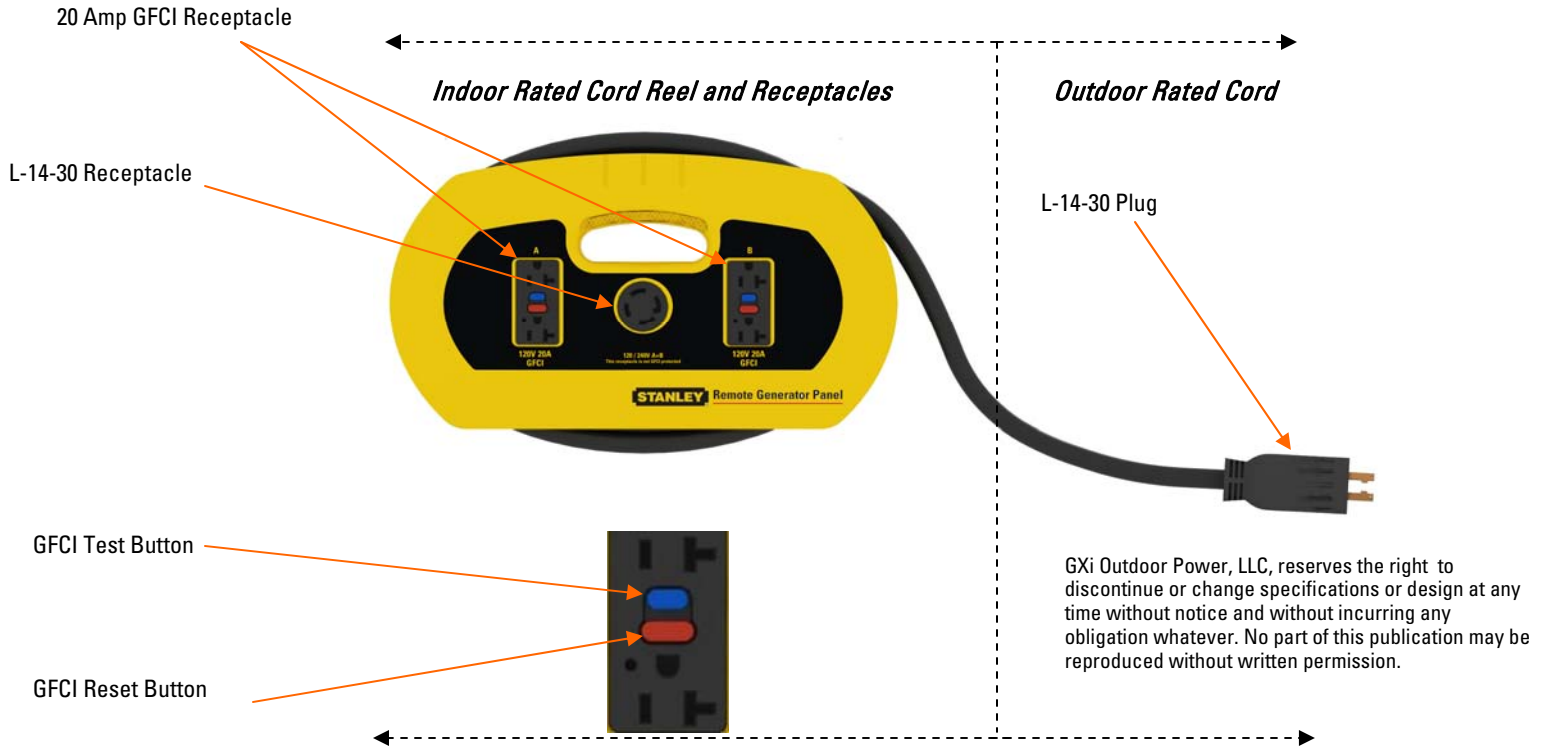 20 Amp GFCI Receptacle
Indoor Rated Cord Reel and Receptacles
Outdoor Rated Cord
L-14-30 Receptacle
L-14-30 Plug
A
B
120V 20A
GFCI
120 / 240V A+B
This receptacle is not GFCI protected
120V 20A
GFCI
STANLEY Remote Generator Panel
GFCI Test Button
GFCI Reset Button
GXi Outdoor Power, LLC, reserves the right to
discontinue or change specifications or design at any
time without notice and without incurring any
obligation whatever. No part of this publication may be
reproduced without written permission.